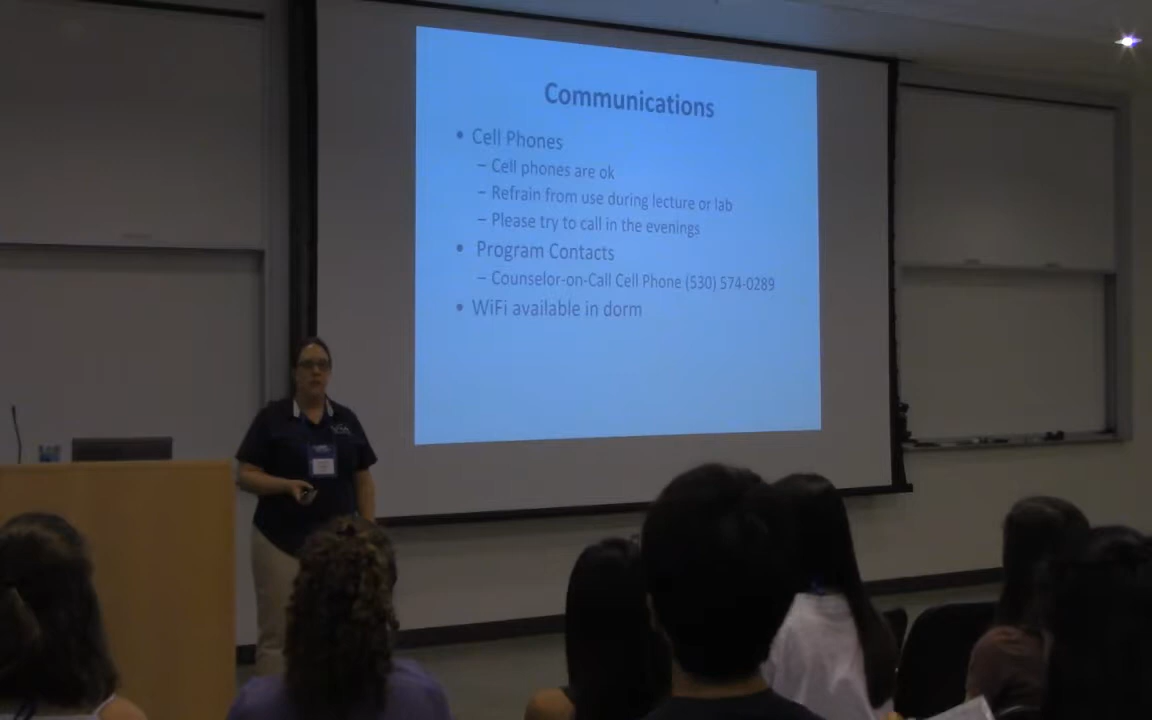 Communications
• Cell Phones
– Cell phones are ok
– Refrain from use during lecture or lab
– Please try to call in the evenings
• Program Contacts
– Counselor-on-Call Cell Phone (530) 574-0289
• WiFi available in dorm